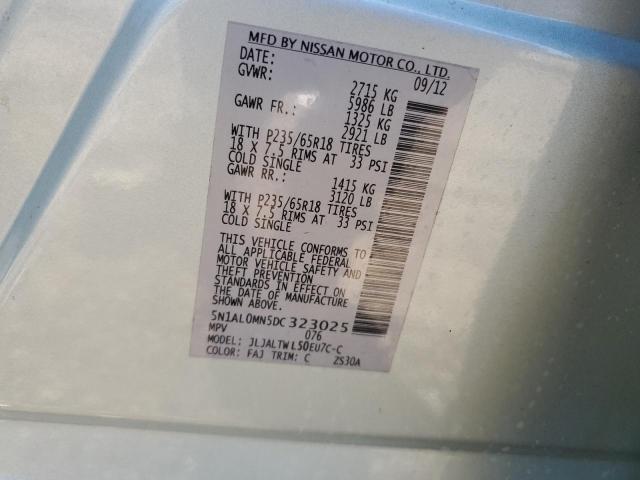 MFD BY NISSAN MOTOR CO., LTD.
DATE: 09/12
GVWR: 2715 KG
5986 LB
GAWR FR.: 1325 KG
2921 LB
WITH P235/65R18 TIRES
18 X 7.5 RIMS AT 33 PSI
COLD SINGLE
GAWR RR.: 1415 KG
3120 LB
WITH P235/65R18 TIRES
18 X 7.5 RIMS AT 33 PSI
COLD SINGLE
THIS VEHICLE CONFORMS TO
ALL APPLICABLE FEDERAL
MOTOR VEHICLE SAFETY AND
THEFT PREVENTION
STANDARDS IN EFFECT ON
THE DATE OF MANUFACTURE
SHOWN ABOVE.
5N1AL0MN5DC323025
MPV 076
MODEL: JLJALTWL50EU7C-C
COLOR: FAJ TRIM: C ZS30A